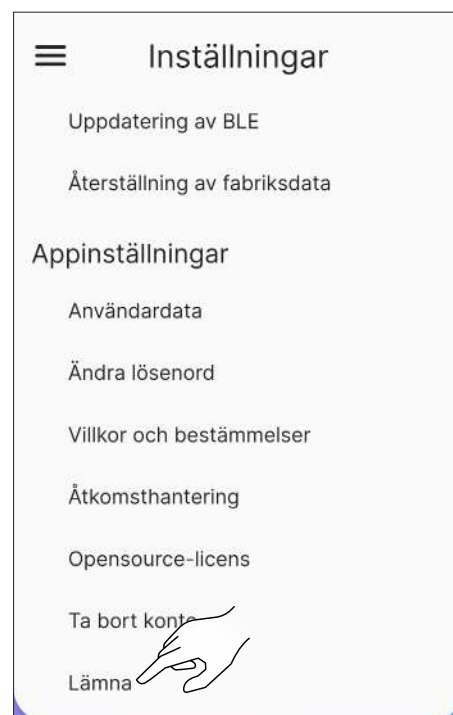 Inställningar
Uppdatering av BLE
Återställning av fabriksdata
Appinställningar
Användardata
Ändra lösenord
Villkor och bestämmelser
Åtkomsthantering
Opensource-licens
Ta bort konto
Lämna